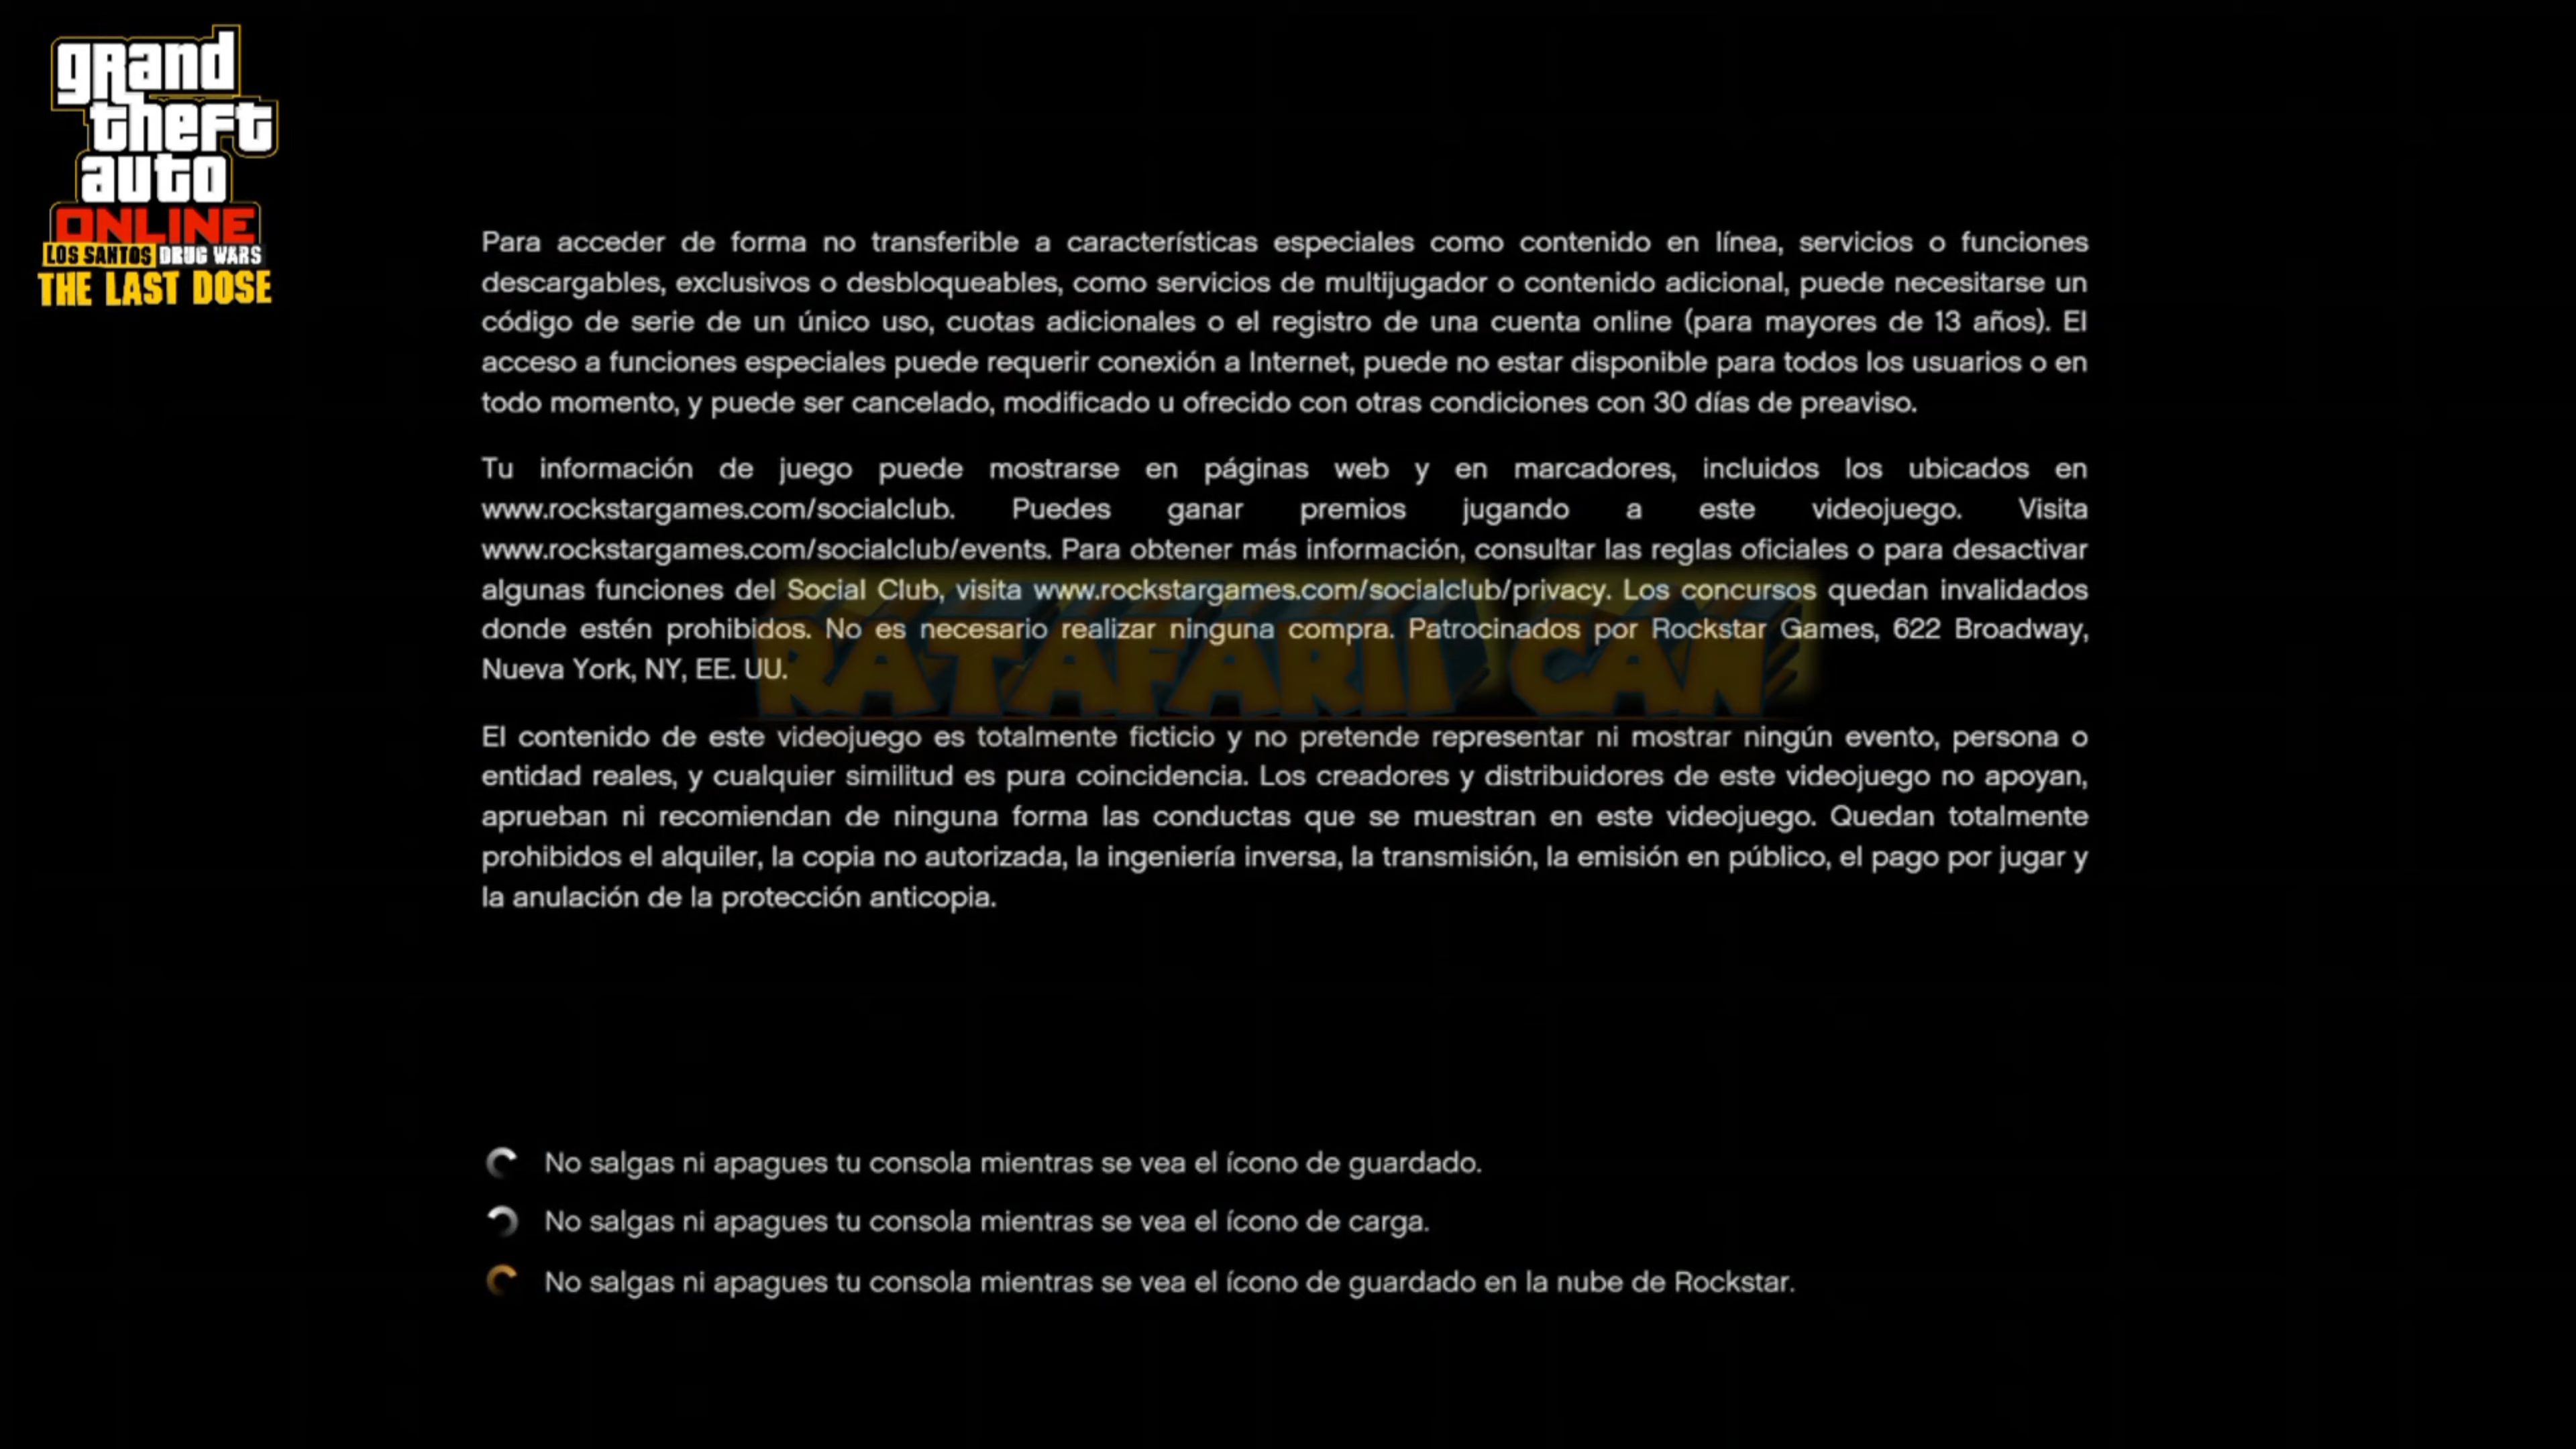 grand
theft
auto
ONLINE
LOS SANTOS DRUG WARS
THE LAST DOSE
Para acceder de forma no transferible a características especiales como contenido en línea, servicios o funciones
descargables, exclusivos o desbloqueables, como servicios de multijugador o contenido adicional, puede necesitarse un
código de serie de un único uso, cuotas adicionales o el registro de una cuenta online (para mayores de 13 años). El
acceso a funciones especiales puede requerir conexión a Internet, puede no estar disponible para todos los usuarios o en
todo momento, y puede ser cancelado, modificado u ofrecido con otras condiciones con 30 días de preaviso.
Tu información de juego puede mostrarse en páginas web y en marcadores, incluidos los ubicados en
www.rockstargames.com/socialclub. Puedes ganar premios jugando a este videojuego. Visita
www.rockstargames.com/socialclub/events. Para obtener más información, consultar las reglas oficiales o para desactivar
algunas funciones del Social Club, visita www.rockstargames.com/socialclub/privacy. Los concursos quedan invalidados
donde estén prohibidos. No es necesario realizar ninguna compra. Patrocinados por Rockstar Games, 622 Broadway,
Nueva York, NY, EE. UU.
RATAFARII CAN
El contenido de este videojuego es totalmente ficticio y no pretende representar ni mostrar ningún evento, persona o
entidad reales, y cualquier similitud es pura coincidencia. Los creadores y distribuidores de este videojuego no apoyan,
aprueban ni recomiendan de ninguna forma las conductas que se muestran en este videojuego. Quedan totalmente
prohibidos el alquiler, la copia no autorizada, la ingeniería inversa, la transmisión, la emisión en público, el pago por jugar y
la anulación de la protección anticopia.
No salgas ni apagues tu consola mientras se vea el ícono de guardado.
No salgas ni apagues tu consola mientras se vea el ícono de carga.
No salgas ni apagues tu consola mientras se vea el ícono de guardado en la nube de Rockstar.